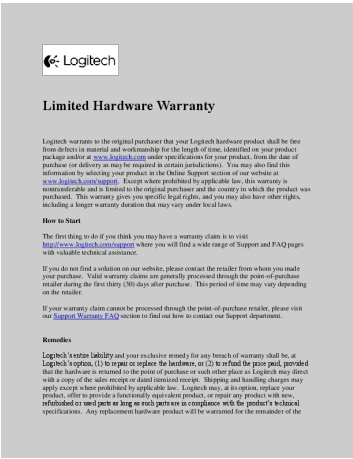 Logitech
Limited Hardware Warranty
Logitech warrants to the original purchaser that your Logitech hardware product shall be free
from defects in material and workmanship for the length of time, identified on your product
package and/or at www.logitech.com under specifications for your product, from the date of
purchase (or delivery as may be required in certain jurisdictions). You may also find this
information by selecting your product in the Online Support section of our website at
www.logitech.com/support. Except where prohibited by applicable law, this warranty is
nontransferable and is limited to the original purchaser and the country in which the product was
purchased. This warranty gives you specific legal rights, and you may also have other rights,
including a longer warranty duration that may vary under local laws.
How to Start
The first thing to do if you think you may have a warranty claim is to visit
http://www.logitech.com/support where you will find a wide range of Support and FAQ pages
with valuable technical assistance.
If you do not find a solution on our website, please contact the retailer from whom you made
your purchase. Valid warranty claims are generally processed through the point-of-purchase
retailer during the first thirty (30) days after purchase. This period of time may vary depending
on the retailer.
If your warranty claim cannot be processed through the point-of-purchase retailer, please visit
our Support Warranty FAQ section to find out how to contact our Support department.
Remedies
Logitech's entire liability and your exclusive remedy for any breach of warranty shall be, at
Logitech's option, (1) to repair or replace the hardware, or (2) to refund the price paid, provided
that the hardware is returned to the point of purchase or such other place as Logitech may direct
with a copy of the sales receipt or dated itemized receipt. Shipping and handling charges may
apply except where prohibited by applicable law. Logitech may, at its option, replace your
product, offer to provide a functionally equivalent product, or repair any product with new,
refurbished or used parts as long as such parts are in compliance with the product's technical
specifications. Any replacement hardware product will be warranted for the remainder of the